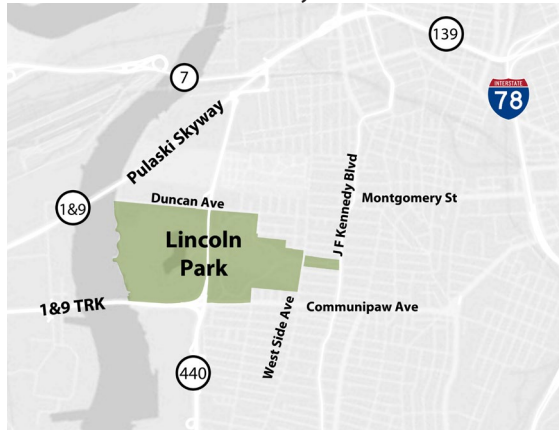 139
7
INTERSTATE
78
Pulaski Skyway
1&9
Duncan Ave
Montgomery St
J F Kennedy Blvd
Lincoln
Park
1&9 TRK
Communipaw Ave
West Side Ave
440